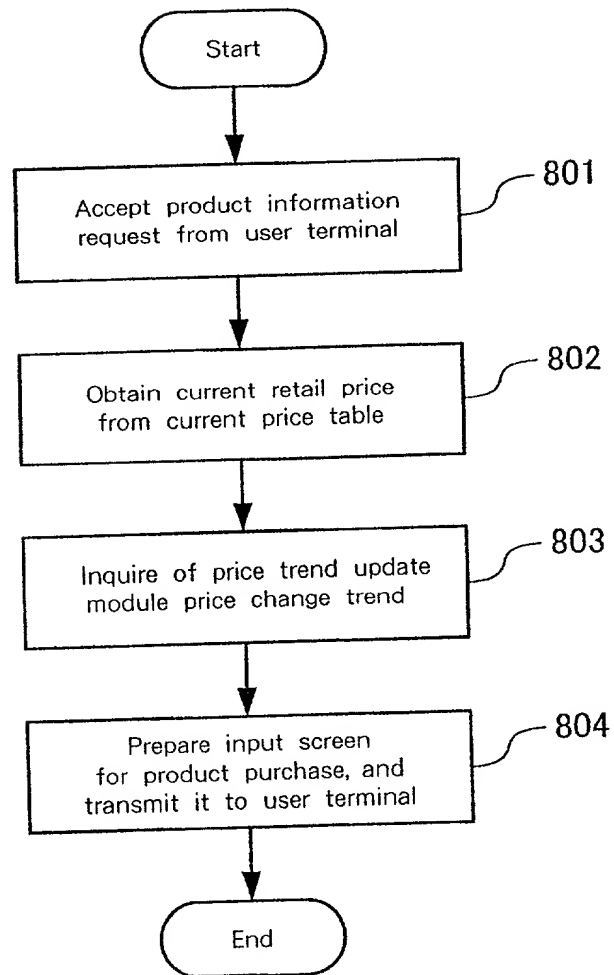 Start
801
Accept product information
request from user terminal
802
Obtain current retail price
from current price table
803
Inquire of price trend update
module price change trend
804
Prepare input screen
for product purchase, and
transmit it to user terminal
End